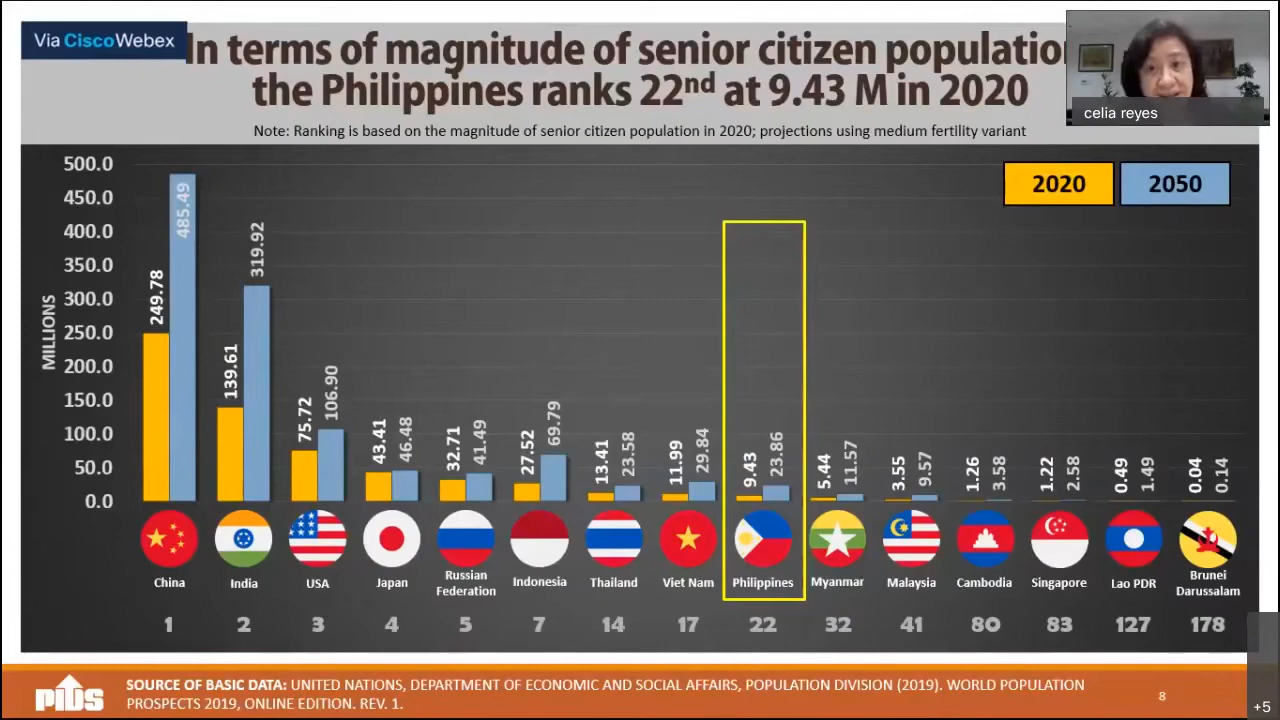 Via CiscoWebex
In terms of magnitude of senior citizen population
the Philippines ranks 22nd at 9.43 M in 2020
Note: Ranking is based on the magnitude of senior citizen population in 2020; projections using medium fertility variant
celia reyes
2020
2050
MILLIONS
500.0
450.0
400.0
350.0
300.0
250.0
200.0
150.0
100.0
50.0
0.0
249.78
485.49
139.61
319.92
75.72
106.90
43.41
46.48
32.71
41.49
27.52
69.79
13.41
23.58
11.99
29.84
9.43
23.86
5.44
11.57
3.55
9.57
1.26
3.58
1.22
2.58
0.49
1.49
0.04
0.14
China
India
USA
Japan
Russian
Federation
Indonesia
Thailand
Viet Nam
Philippines
Myanmar
Malaysia
Cambodia
Singapore
Lao PDR
Brunei
Darussalam
1 2 3 4 5 7 14 17 22 32 41 80 83 127 178
PIDS
SOURCE OF BASIC DATA: UNITED NATIONS, DEPARTMENT OF ECONOMIC AND SOCIAL AFFAIRS, POPULATION DIVISION (2019). WORLD POPULATION
PROSPECTS 2019, ONLINE EDITION. REV. 1.
8
+5